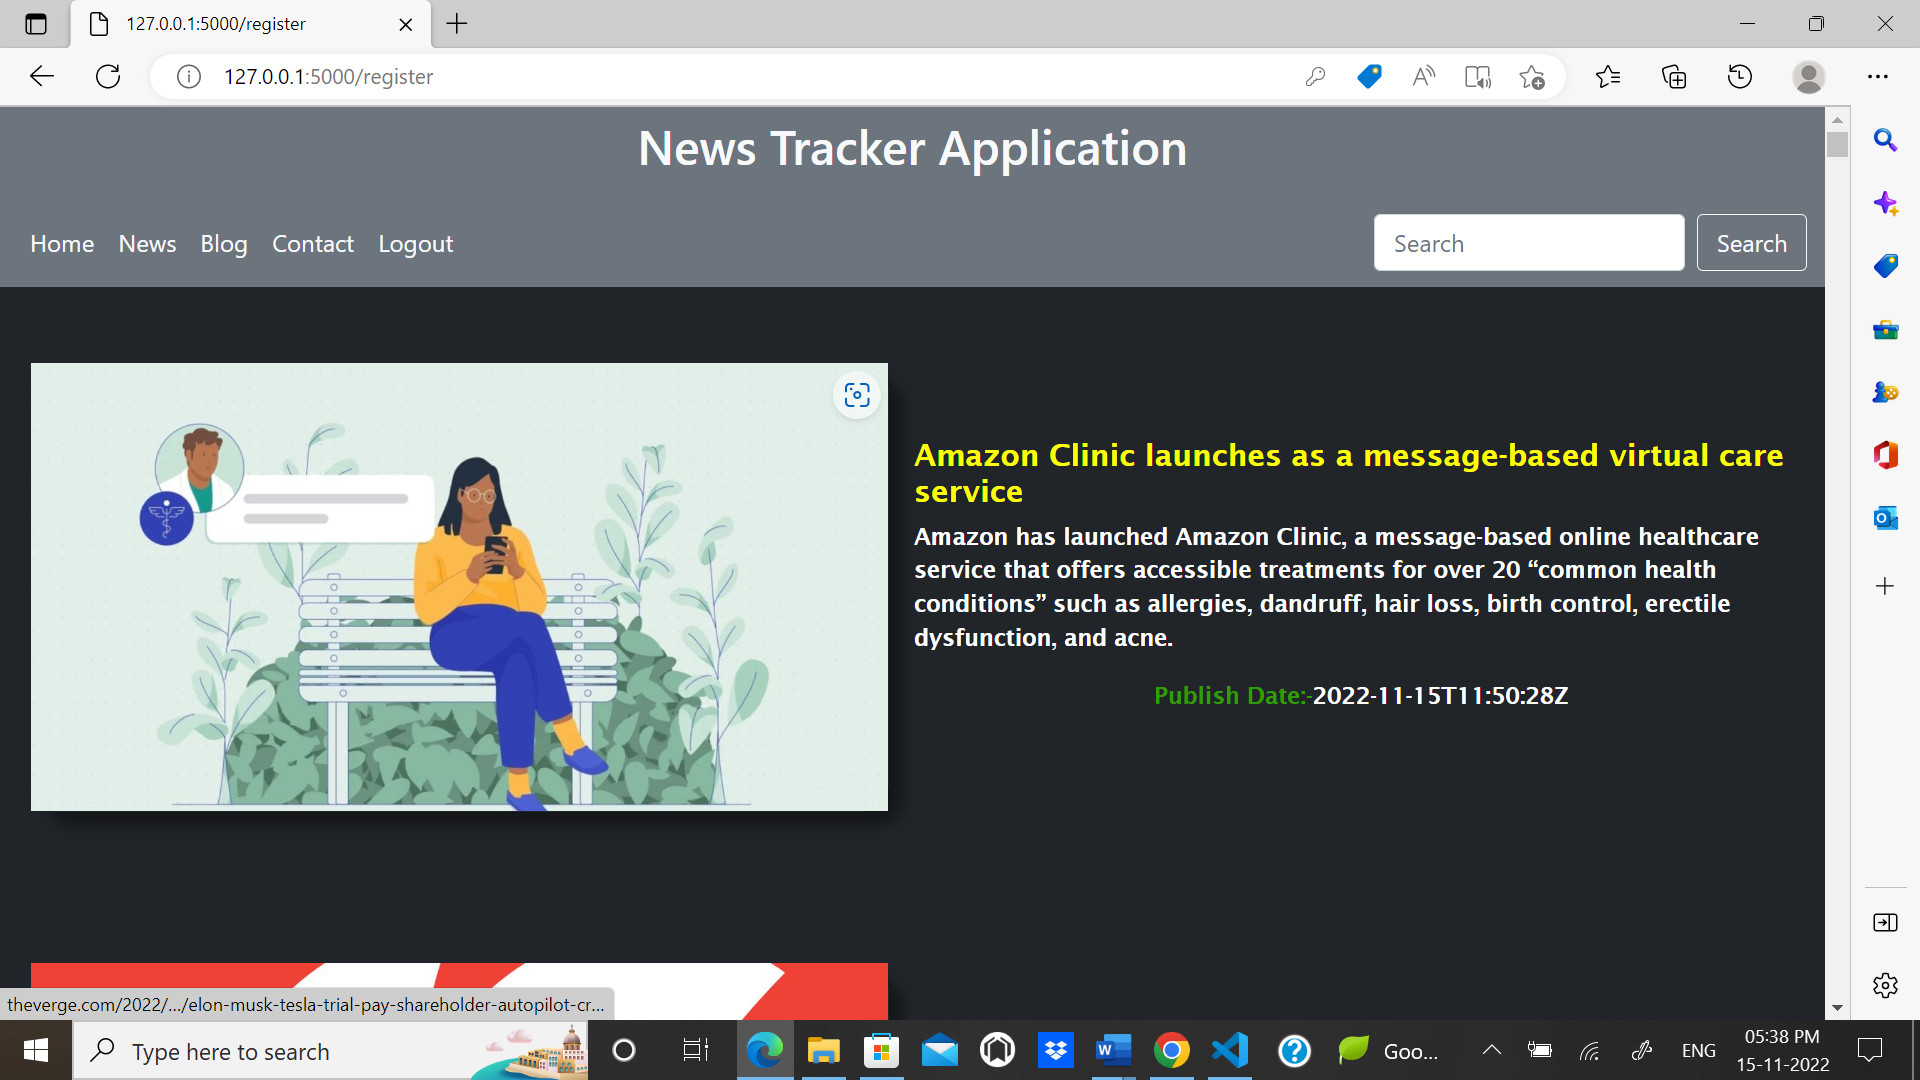 127.0.0.1:5000/register
127.0.0.1:5000/register
News Tracker Application
Home News Blog Contact Logout
Search
Search
Amazon Clinic launches as a message-based virtual care
service
Amazon has launched Amazon Clinic, a message-based online healthcare
service that offers accessible treatments for over 20 “common health
conditions” such as allergies, dandruff, hair loss, birth control, erectile
dysfunction, and acne.
Publish Date:-2022-11-15T11:50:28Z
theverge.com/2022/.../elon-musk-tesla-trial-pay-shareholder-autopilot-cr...
Type here to search
Goo...
ENG
05:38 PM
15-11-2022